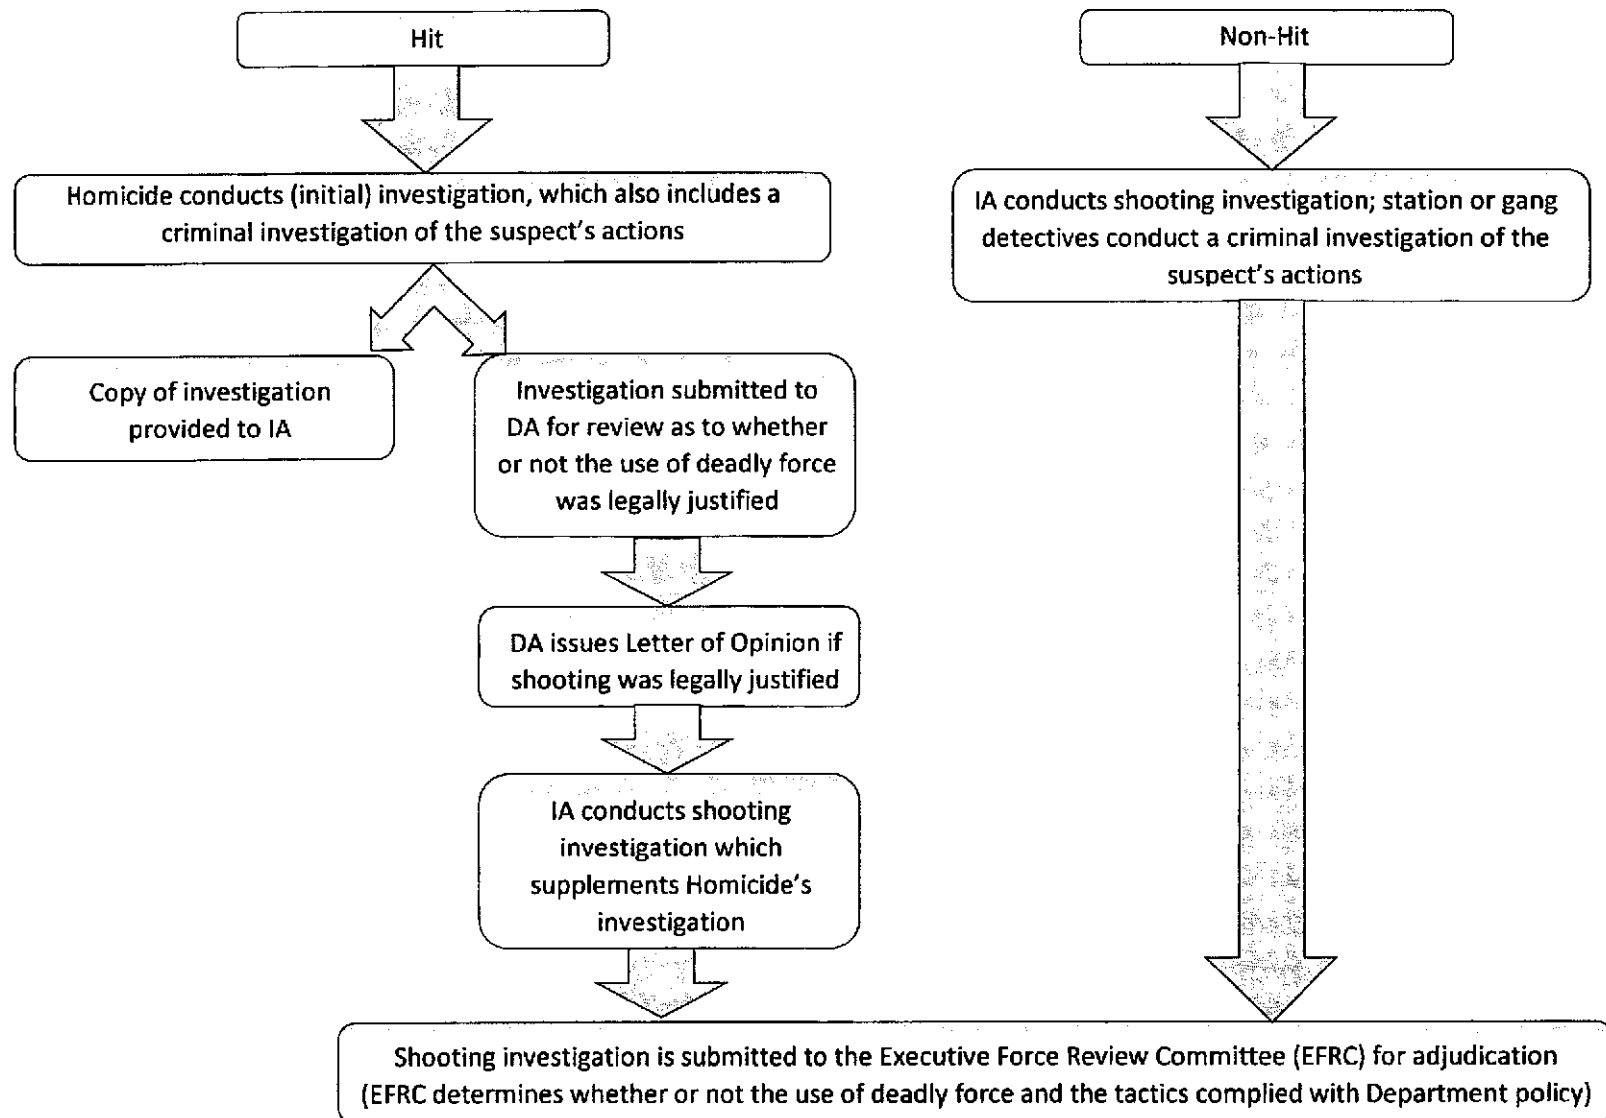 Hit
Non-Hit
Homicide conducts (initial) investigation, which also includes a
criminal investigation of the suspect's actions
IA conducts shooting investigation; station or gang
detectives conduct a criminal investigation of the
suspect's actions
Copy of investigation
provided to IA
Investigation submitted to
DA for review as to whether
or not the use of deadly force
was legally justified
DA issues Letter of Opinion if
shooting was legally justified
IA conducts shooting
investigation which
supplements Homicide's
investigation
Shooting investigation is submitted to the Executive Force Review Committee (EFRC) for adjudication
(EFRC determines whether or not the use of deadly force and the tactics complied with Department policy)